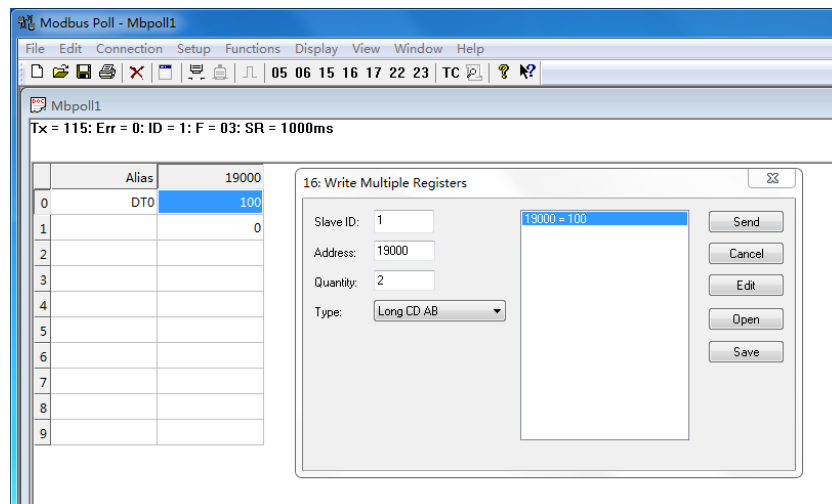 Modbus Poll - Mbpoll1
File Edit Connection Setup Functions Display View Window Help
05 06 15 16 17 22 23 TC
Mbpoll1
Tx = 115: Err = 0: ID = 1: F = 03: SR = 1000ms
Alias 19000
0 DT0 100
1 0
2
3
4
5
6
7
8
9
16: Write Multiple Registers
Slave ID: 1
Address: 19000
Quantity: 2
Type: Long CD AB
19000 = 100
Send
Cancel
Edit
Open
Save